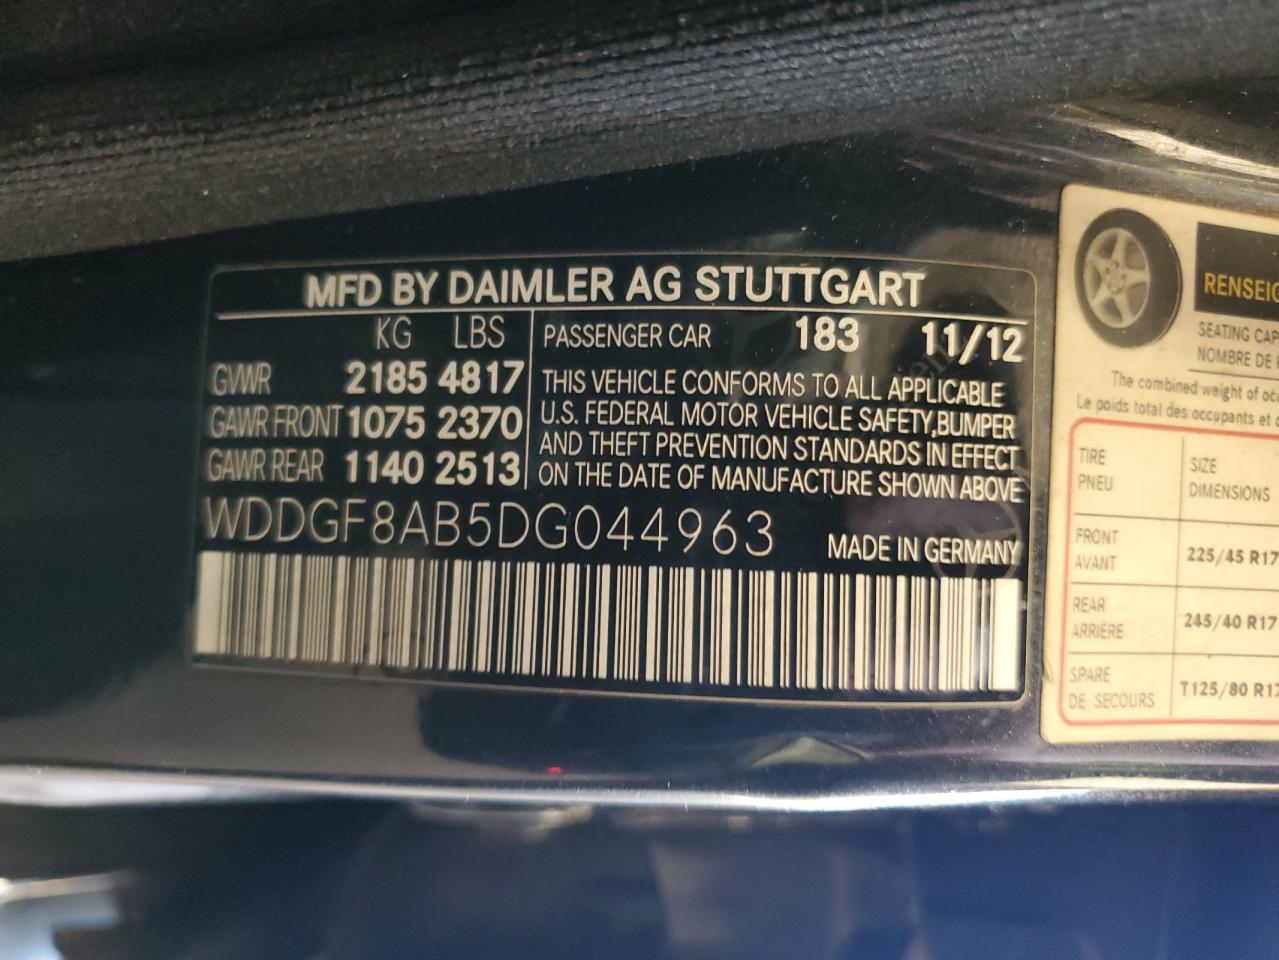 MFD BY DAIMLER AG STUTTGART
KG LBS
GVWR 2185 4817
GAWR FRONT 1075 2370
GAWR REAR 1140 2513
PASSENGER CAR 183 11/12
THIS VEHICLE CONFORMS TO ALL APPLICABLE
U.S. FEDERAL MOTOR VEHICLE SAFETY,BUMPER
AND THEFT PREVENTION STANDARDS IN EFFECT
ON THE DATE OF MANUFACTURE SHOWN ABOVE
WDDGF8AB5DG044963
MADE IN GERMANY
RENSEIG
SEATING CAP
NOMBRE DE
The combined weight of occ
Le poids total des occupants et
TIRE
PNEU
SIZE
DIMENSIONS
FRONT
AVANT
225/45 R17
REAR
ARRIÈRE
245/40 R17
SPARE
DE SECOURS
T125/80 R17